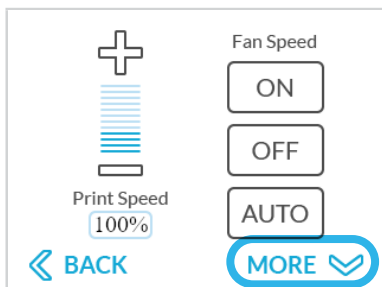 Fan Speed
ON
OFF
AUTO
Print Speed
100%
BACK
MORE